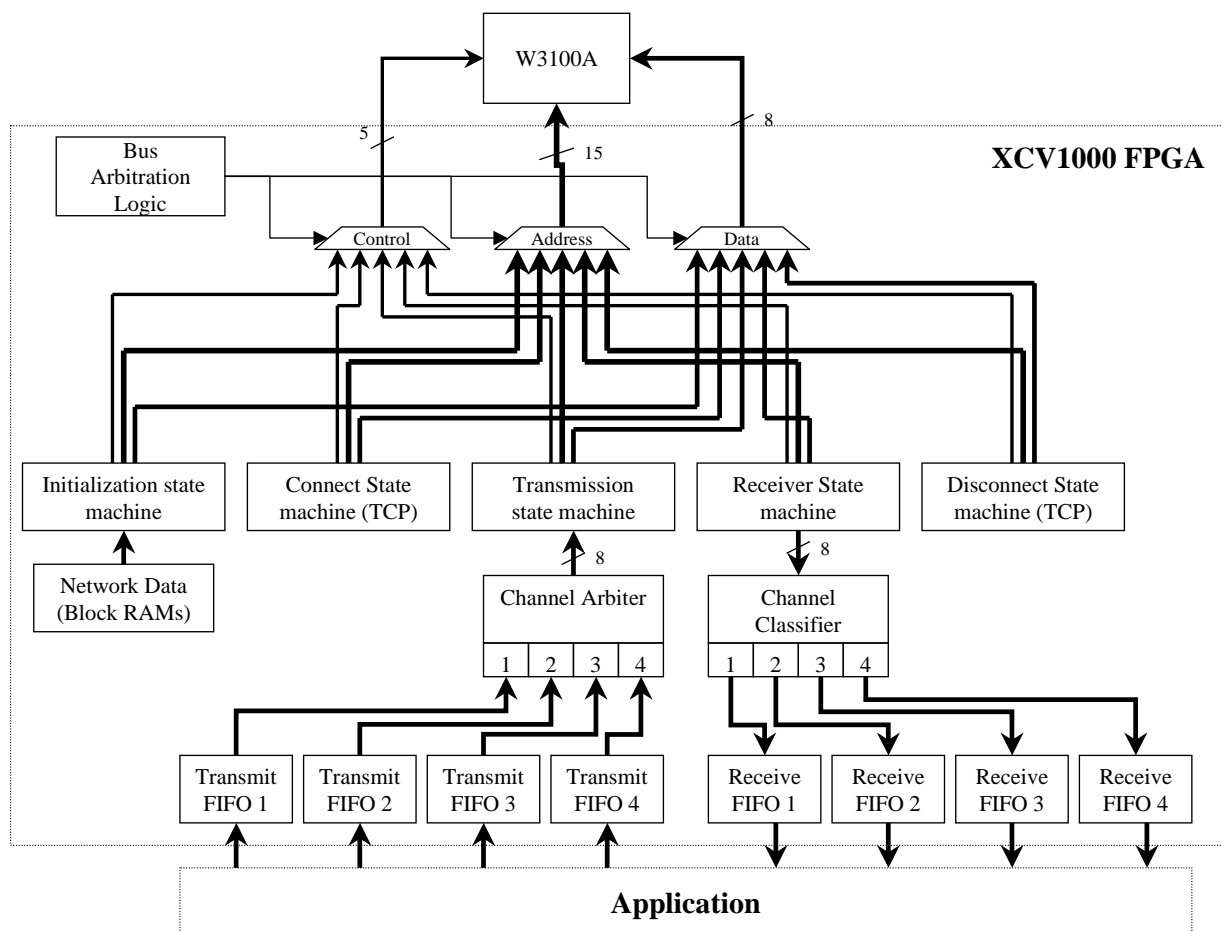 W3100A
5
15
8
XCV1000 FPGA
Bus
Arbitration
Logic
Control
Address
Data
Initialization state
machine
Connect State
machine (TCP)
Transmission
state machine
Receiver State
machine
Disconnect State
machine (TCP)
8
8
Network Data
(Block RAMs)
Channel Arbiter
1 2 3 4
Channel
Classifier
1 2 3 4
Transmit
FIFO 1
Transmit
FIFO 2
Transmit
FIFO 3
Transmit
FIFO 4
Receive
FIFO 1
Receive
FIFO 2
Receive
FIFO 3
Receive
FIFO 4
Application